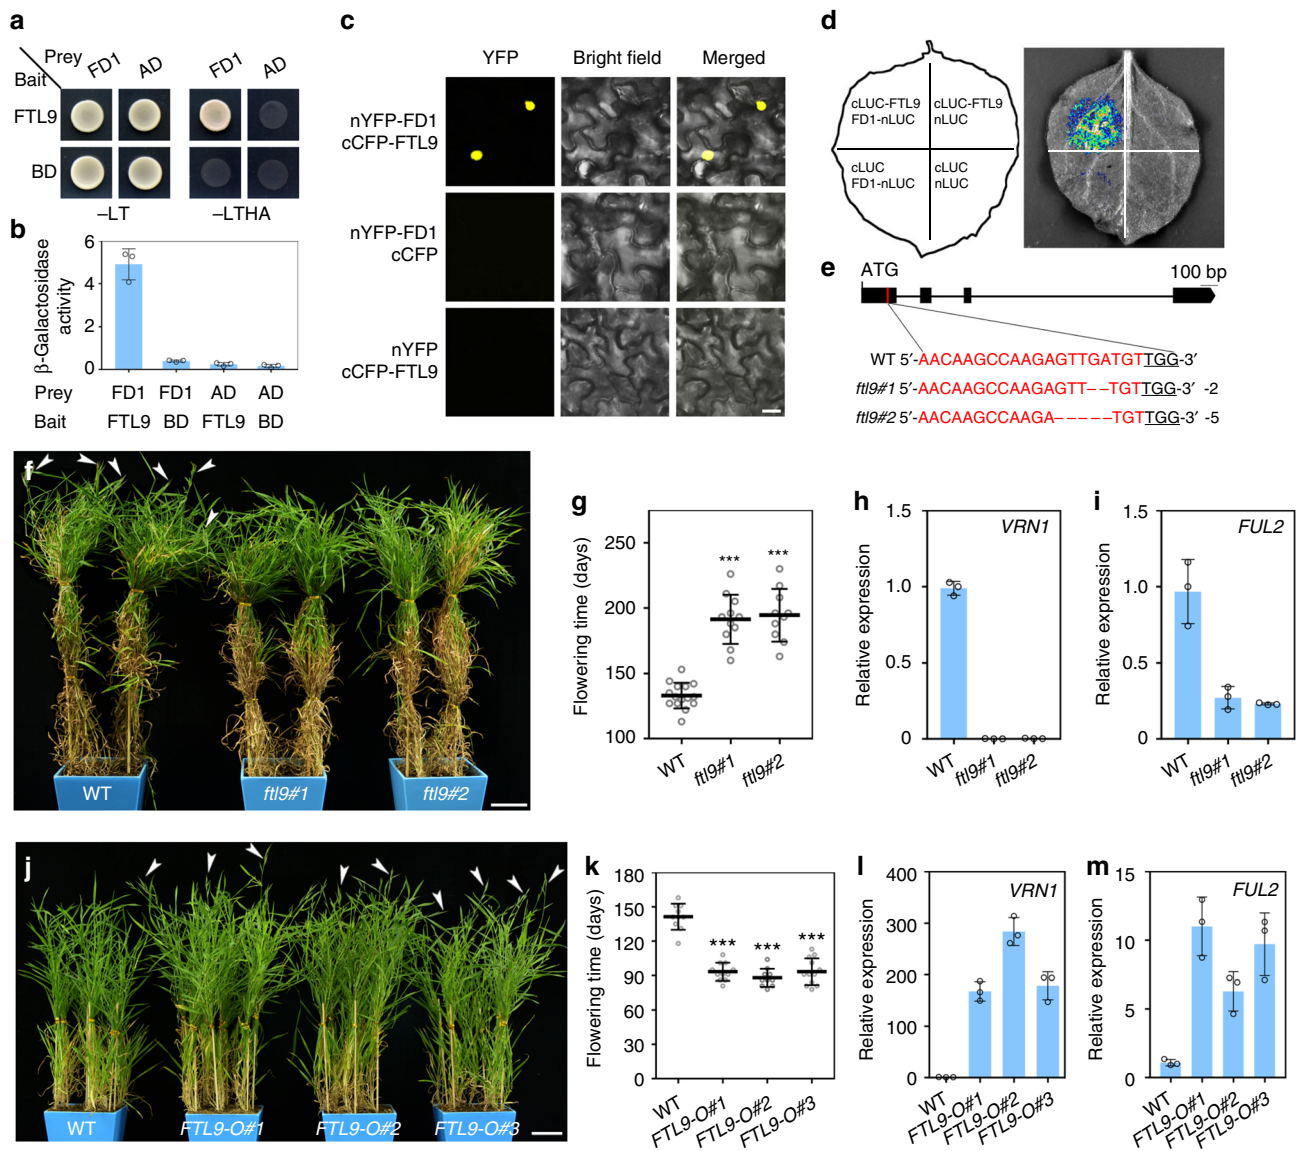 a
Prey
FD1
AD
FD1
AD
Bait
FTL9
BD
–LT
–LTHA
b
β-Galactosidase
activity
6
4
2
0
Prey FD1 FD1 AD AD
Bait FTL9 BD FTL9 BD
c
YFP Bright field Merged
nYFP-FD1
cCFP-FTL9
nYFP-FD1
cCFP
nYFP
cCFP-FTL9
d
cLUC-FTL9
FD1-nLUC
cLUC-FTL9
nLUC
cLUC
FD1-nLUC
cLUC
nLUC
e
ATG
100 bp
WT 5′-AACAAGCCAAGAGTTGATGTTGG-3′
ftl9#1 5′-AACAAGCCAAGAGTT––TGTTGG-3′ -2
ftl9#2 5′-AACAAGCCAAGA–––––TGTTGG-3′ -5
f
WT
ftl9#1
ftl9#2
g
Flowering time (days)
250
200
150
100
***
***
WT
ftl9#1
ftl9#2
h
VRN1
Relative expression
1.5
1.0
0.5
0
WT
ftl9#1
ftl9#2
i
FUL2
Relative expression
1.5
1.0
0.5
0
WT
ftl9#1
ftl9#2
j
WT
FTL9-O#1
FTL9-O#2
FTL9-O#3
k
Flowering time (days)
180
150
120
90
60
30
0
***
***
***
WT
FTL9-O#1
FTL9-O#2
FTL9-O#3
l
VRN1
Relative expression
400
300
200
100
0
WT
FTL9-O#1
FTL9-O#2
FTL9-O#3
m
FUL2
Relative expression
15
10
5
0
WT
FTL9-O#1
FTL9-O#2
FTL9-O#3